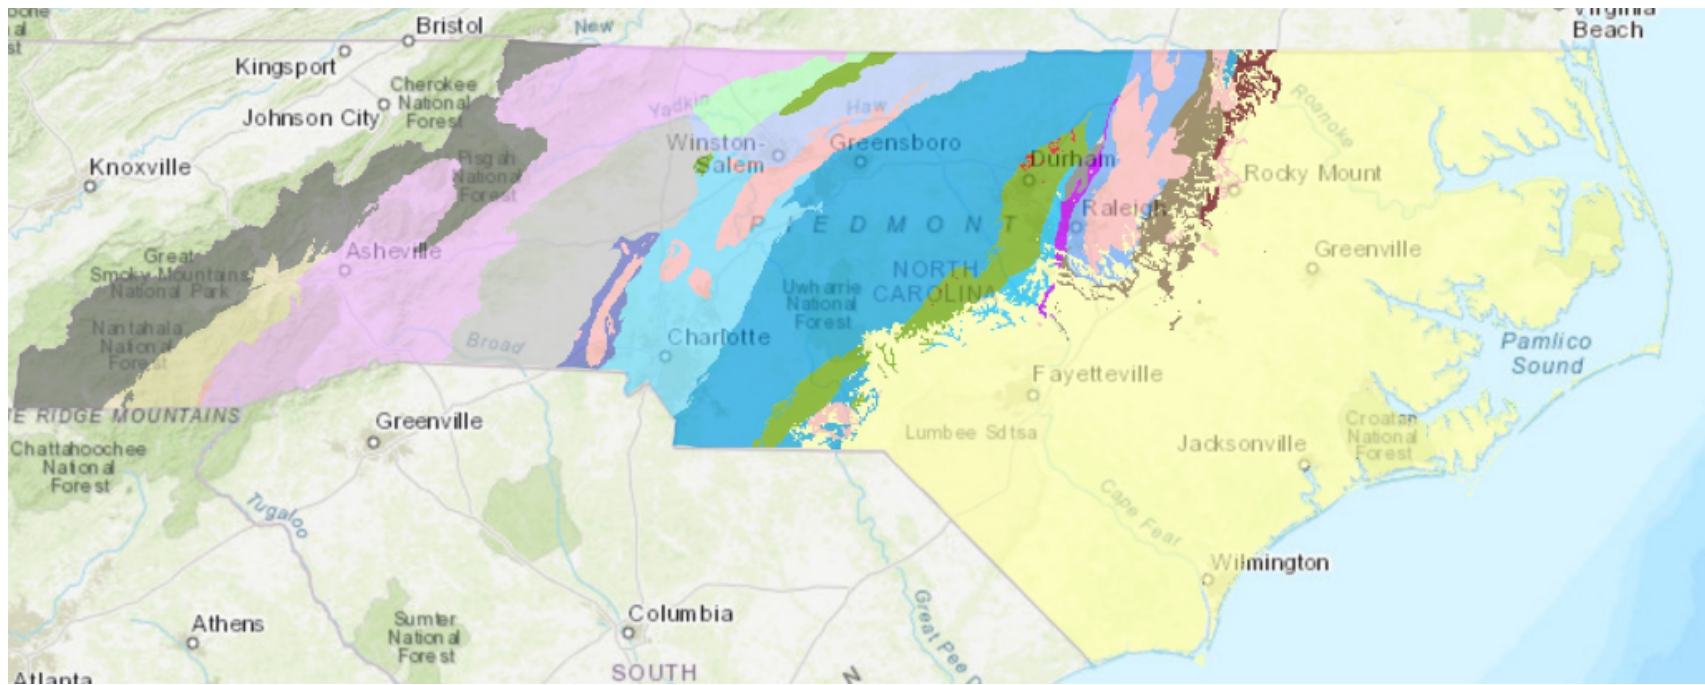 Bristol
New
Virginia
Beach
Kingsport
Cherokee
National
Forest
Johnson City
Yadkin
Haw
Roanoke
Winston-
Salem
Greensboro
Durham
Knoxville
Pisgah
National
Forest
Rocky Mount
Raleigh
PIEDMONT
Great
Smoky Mountains
National Park
Asheville
Greenville
NORTH
CAROLINA
Uwharrie
National
Forest
Nantahala
National
Forest
Broad
Charlotte
Pamlico
Sound
Fayetteville
E RIDGE MOUNTAINS
Greenville
Lumbee Sdtsa
Croatan
National
Forest
Jacksonville
Chattahoochee
National
Forest
Tugaloo
Cape Fear
Wilmington
Athens
Sumter
National
Forest
Columbia
Great Pee D
SOUTH
Atlanta